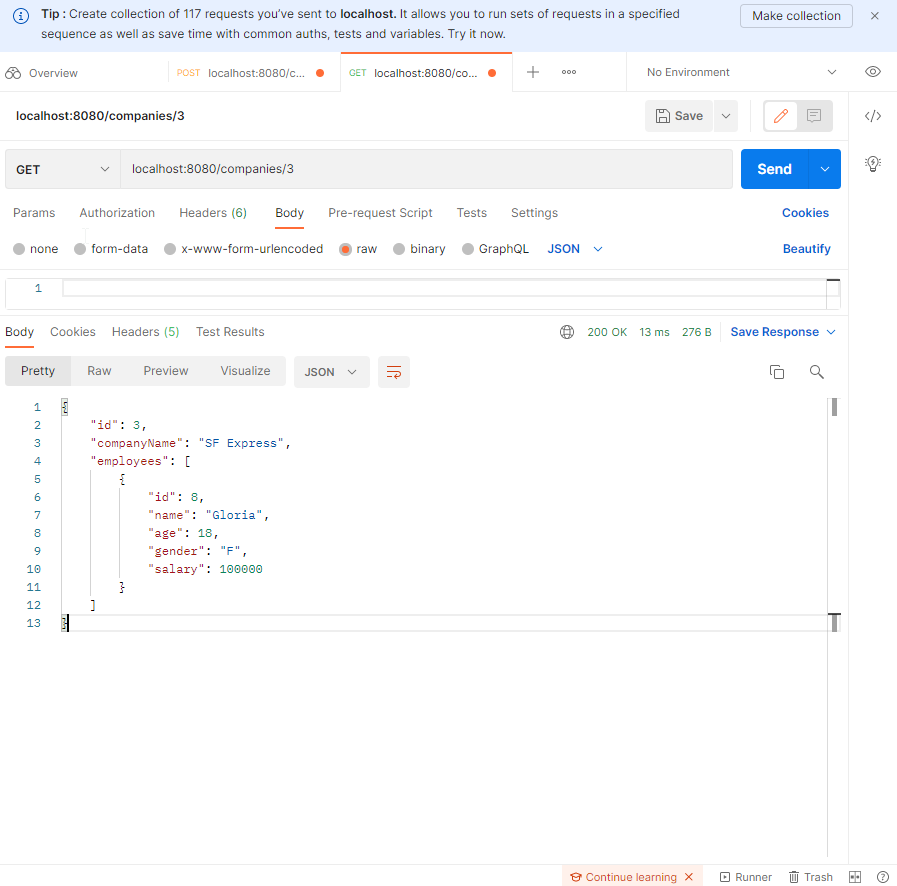 Tip : Create collection of 117 requests you've sent to localhost. It allows you to run sets of requests in a specified
sequence as well as save time with common auths, tests and variables. Try it now.
Make collection
Overview
POST localhost:8080/c...
GET localhost:8080/co...
No Environment
localhost:8080/companies/3
Save
GET
localhost:8080/companies/3
Send
Params Authorization Headers (6) Body Pre-request Script Tests Settings Cookies
none form-data x-www-form-urlencoded raw binary GraphQL JSON Beautify
1
Body Cookies Headers (5) Test Results 200 OK 13 ms 276 B Save Response
Pretty Raw Preview Visualize JSON
1 {
2 "id": 3,
3 "companyName": "SF Express",
4 "employees": [
5 {
6 "id": 8,
7 "name": "Gloria",
8 "age": 18,
9 "gender": "F",
10 "salary": 100000
11 }
12 ]
13 }
Continue learning Runner Trash